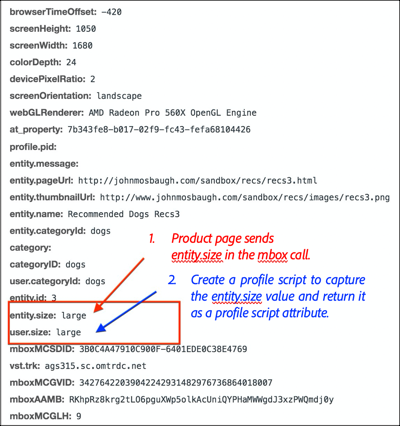 browserTimeOffset: -420
screenHeight: 1050
screenWidth: 1680
colorDepth: 24
devicePixelRatio: 2
screenOrientation: landscape
webGLRenderer: AMD Radeon Pro 560X OpenGL Engine
at_property: 7b343fe8-b017-02f9-fc43-fefa68104426
profile.pid:
entity.message:
entity.pageUrl: http://johnmosbaugh.com/sandbox/recs/recs3.html
entity.thumbnailUrl: http://www.johnmosbaugh.com/sandbox/recs/images/recs3.png
entity.name: Recommended Dogs Recs3
entity.categoryId: dogs
category:
categoryID: dogs
user.categoryId: dogs
entity.id: 3
entity.size: large
user.size: large
mboxMCSDID: 3B0C4A47910C900F-6401EDE0C38E4769
vst.trk: ags315.sc.omtrdc.net
mboxMCGVID: 34276422039042242931482976736864018007
mboxAAMB: RKhpRz8krg2tLO6pguXWp5olkAcUniQYPHaMWWgdJ3xzPWQmdj0y
mboxMCGLH: 9
1. Product page sends
entity.size in the mbox call.
2. Create a profile script to capture
the entity.size value and return it
as a profile script attribute.